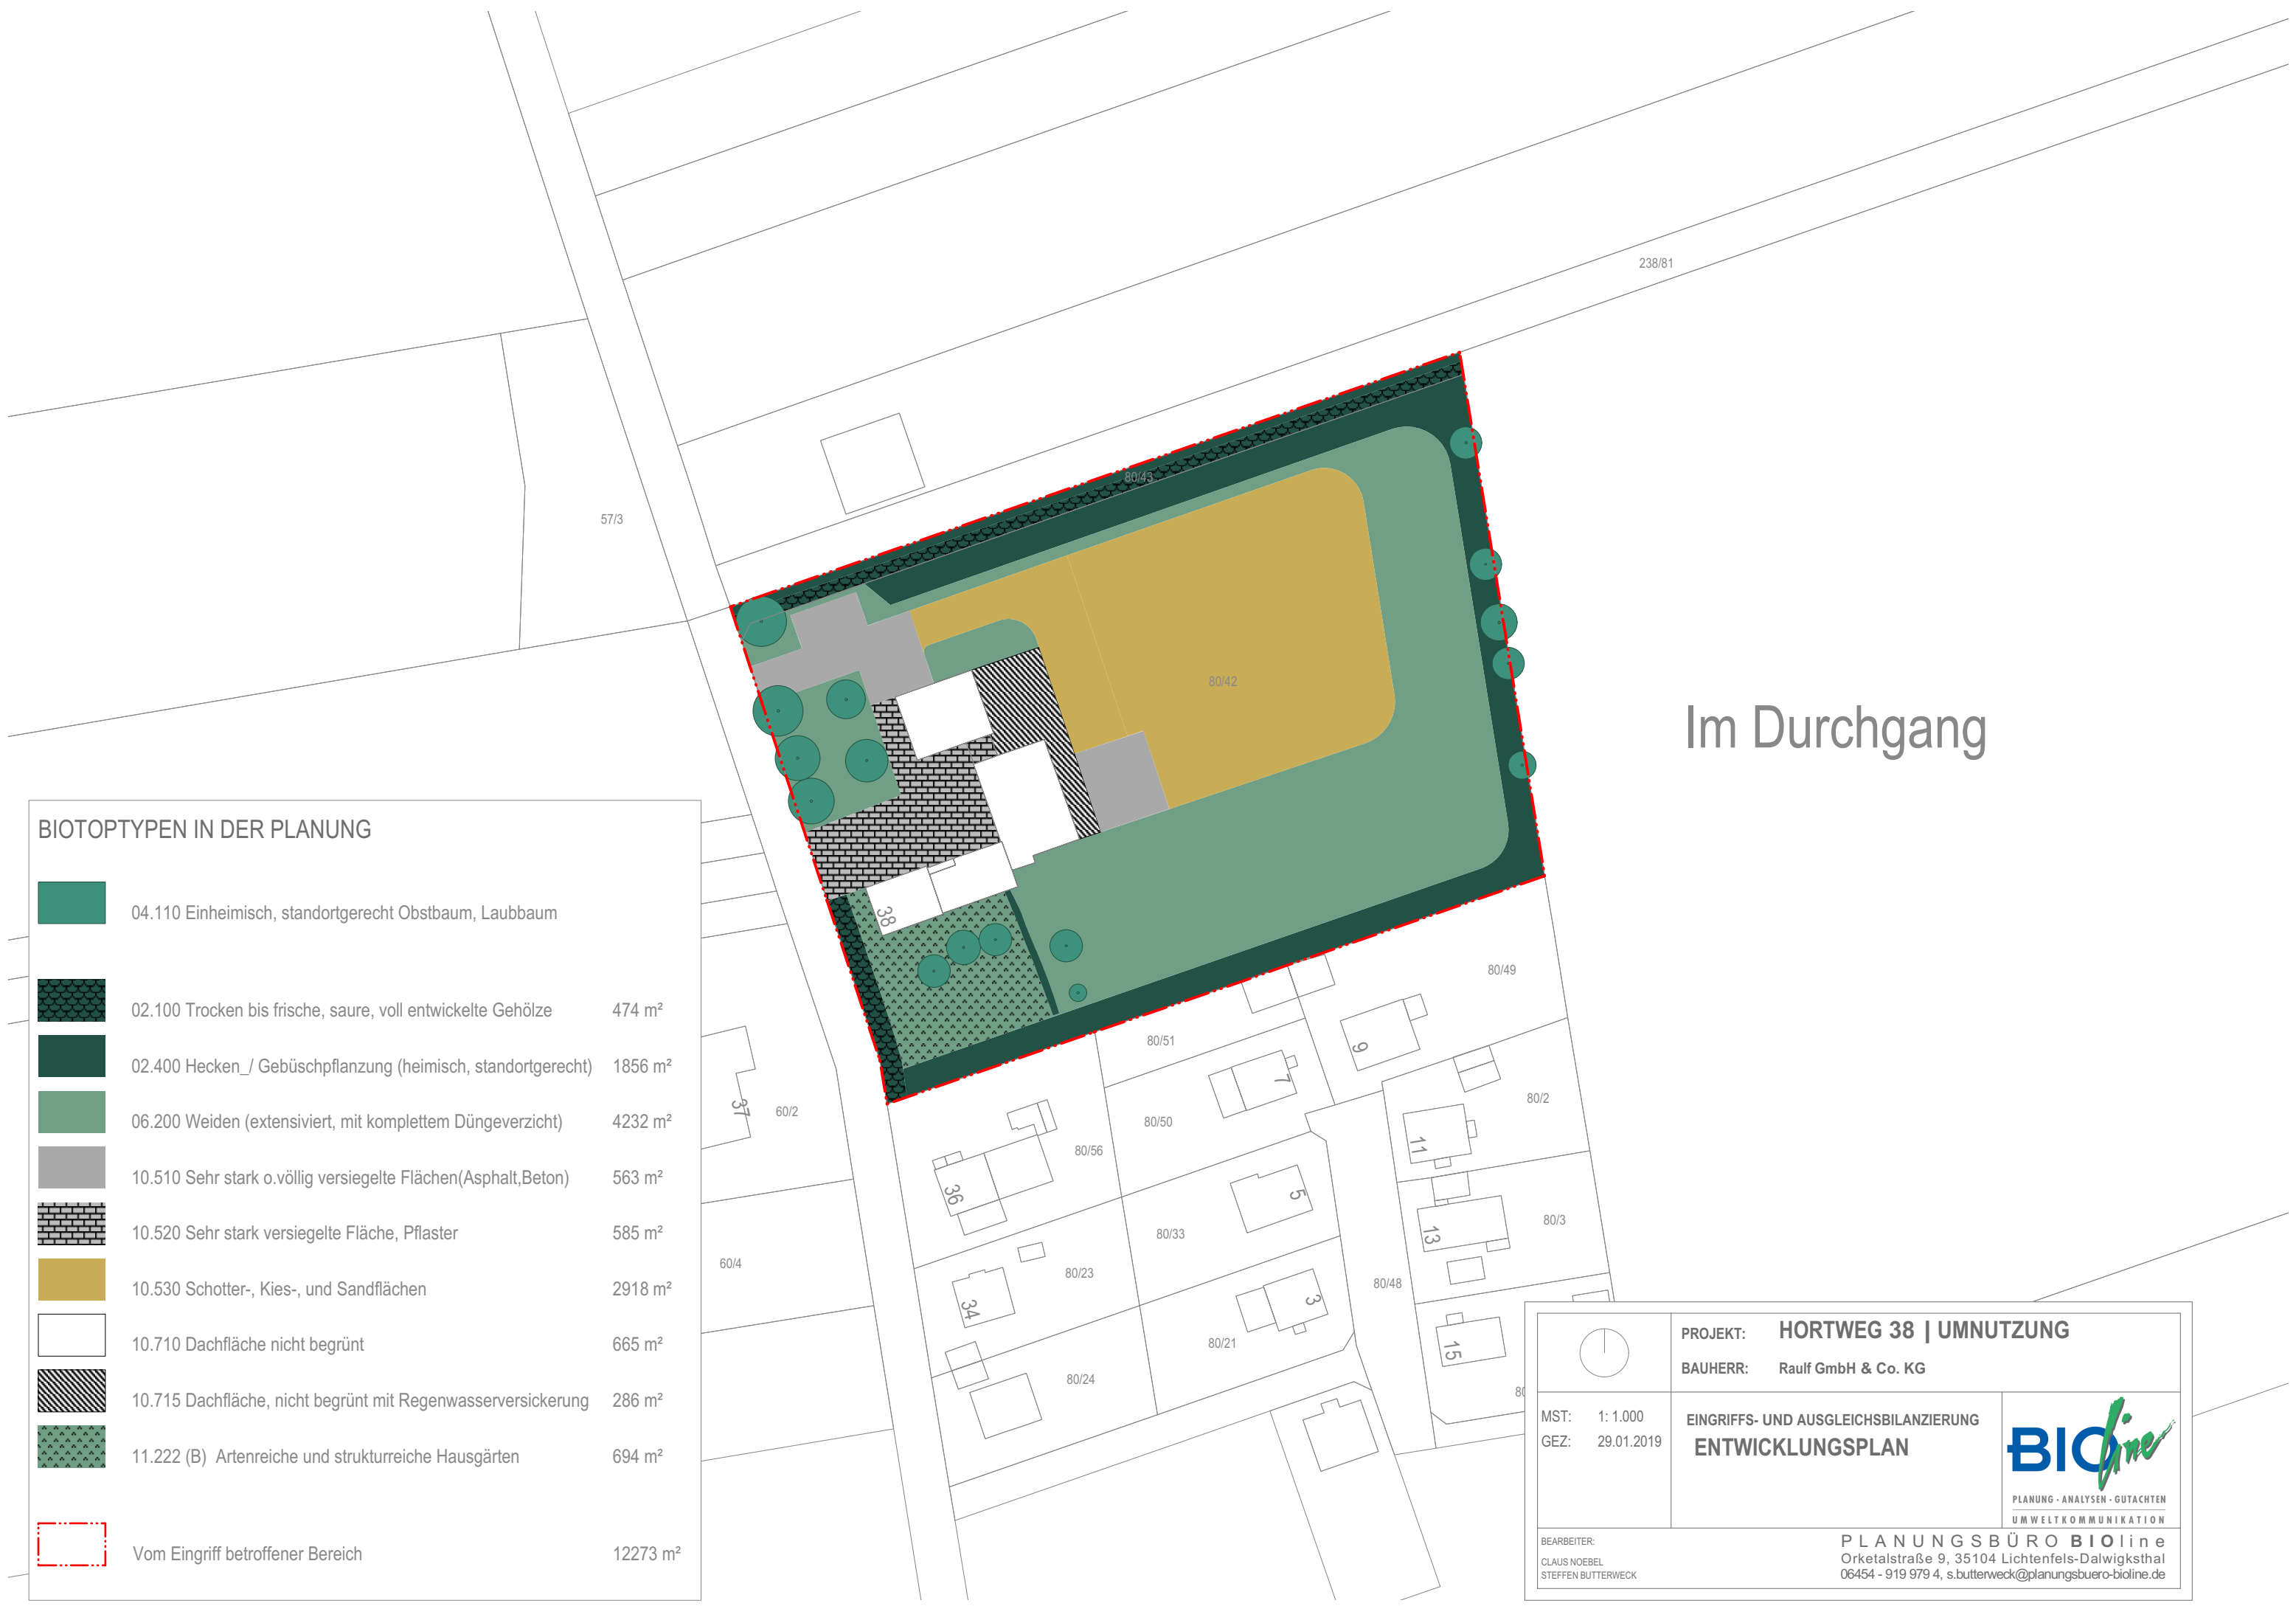 238/81
57/3
80/43
80/42
Im Durchgang
BIOTOPTYPEN IN DER PLANUNG
04.110 Einheimisch, standortgerecht Obstbaum, Laubbaum
02.100 Trocken bis frische, saure, voll entwickelte Gehölze 474 m²
02.400 Hecken_/ Gebüschpflanzung (heimisch, standortgerecht) 1856 m²
06.200 Weiden (extensiviert, mit komplettem Düngeverzicht) 4232 m²
10.510 Sehr stark o.völlig versiegelte Flächen(Asphalt,Beton) 563 m²
10.520 Sehr stark versiegelte Fläche, Pflaster 585 m²
10.530 Schotter-, Kies-, und Sandflächen 2918 m²
10.710 Dachfläche nicht begrünt 665 m²
10.715 Dachfläche, nicht begrünt mit Regenwasserversickerung 286 m²
11.222 (B) Artenreiche und strukturreiche Hausgärten 694 m²
Vom Eingriff betroffener Bereich 12273 m²
38
80/49
80/51
9
7
37
60/2
80/50
80/2
80/56
11
36
5
80/33
13
80/3
60/4
80/23
80/48
34
3
80/21
15
80/24
80
PROJEKT: HORTWEG 38 | UMNUTZUNG
BAUHERR: Raulf GmbH & Co. KG
MST: 1: 1.000
GEZ: 29.01.2019
EINGRIFFS- UND AUSGLEICHSBILANZIERUNG
ENTWICKLUNGSPLAN
BIOline
PLANUNG - ANALYSEN - GUTACHTEN
UMWELTKOMMUNIKATION
BEARBEITER:
CLAUS NOEBEL
STEFFEN BUTTERWECK
PLANUNGSBÜRO BIOline
Orketalstraße 9, 35104 Lichtenfels-Dalwigksthal
06454 - 919 979 4, s.butterweck@planungsbuero-bioline.de